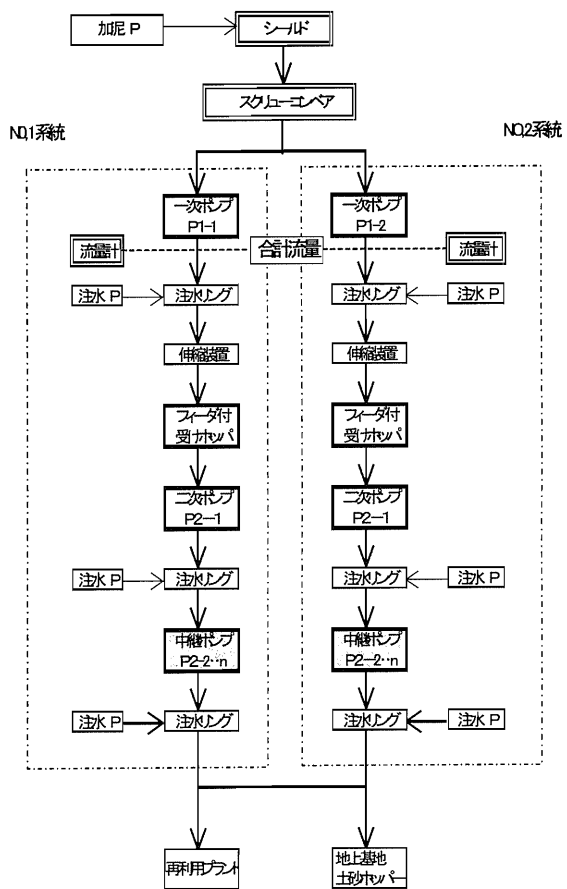 加泥 P
シールド
スクリューコンベア
NO,1系統
NO,2系統
一次ポンプ
P1-1
一次ポンプ
P1-2
流量計
合計流量
流量計
注水 P
注水リング
注水リング
注水 P
伸縮装置
伸縮装置
フィーダ付
受けホッパ
フィーダ付
受けホッパ
二次ポンプ
P2−1
二次ポンプ
P2−1
注水 P
注水リング
注水リング
注水 P
中継ポンプ
P2-2‥n
中継ポンプ
P2-2‥n
注水 P
注水リング
注水リング
注水 P
再利用プラント
地上基地
土砂ホッパー